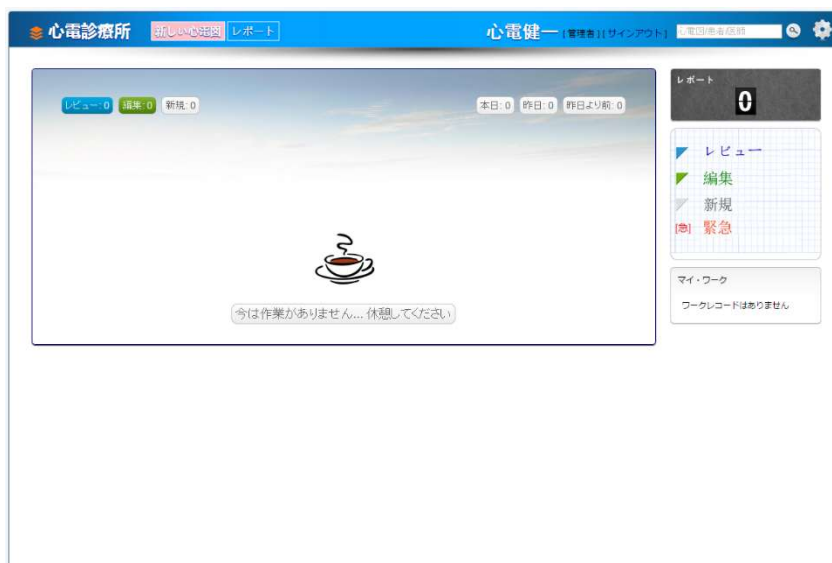 心電診療所
新しい心電図 レポート
心電健一 [管理者] [サインアウト]
心電図/患者/医師
レビュー: 0 編集: 0 新規: 0
本日: 0 昨日: 0 昨日より前: 0
今は作業がありません... 休憩してください
レポート
0
レビュー
編集
新規
[急] 緊急
マイ・ワーク
ワークレコードはありません